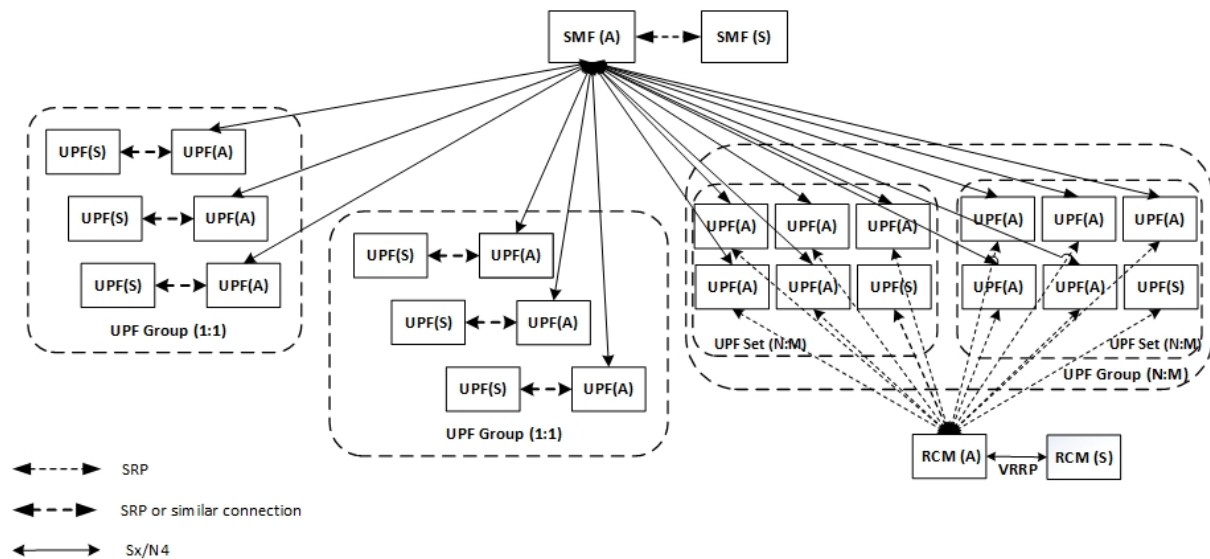 SMF (A)
SMF (S)
UPF(S)
UPF(A)
UPF(S)
UPF(A)
UPF(S)
UPF(A)
UPF Group (1:1)
UPF(S)
UPF(A)
UPF(S)
UPF(A)
UPF(S)
UPF(A)
UPF Group (1:1)
UPF(A)
UPF(A)
UPF(A)
UPF(A)
UPF(A)
UPF(S)
UPF Set (N:M)
UPF(A)
UPF(A)
UPF(A)
UPF(A)
UPF(A)
UPF(S)
UPF Set (N:M)
UPF Group (N:M)
RCM (A)
VRRP
RCM (S)
SRP
SRP or similar connection
Sx/N4